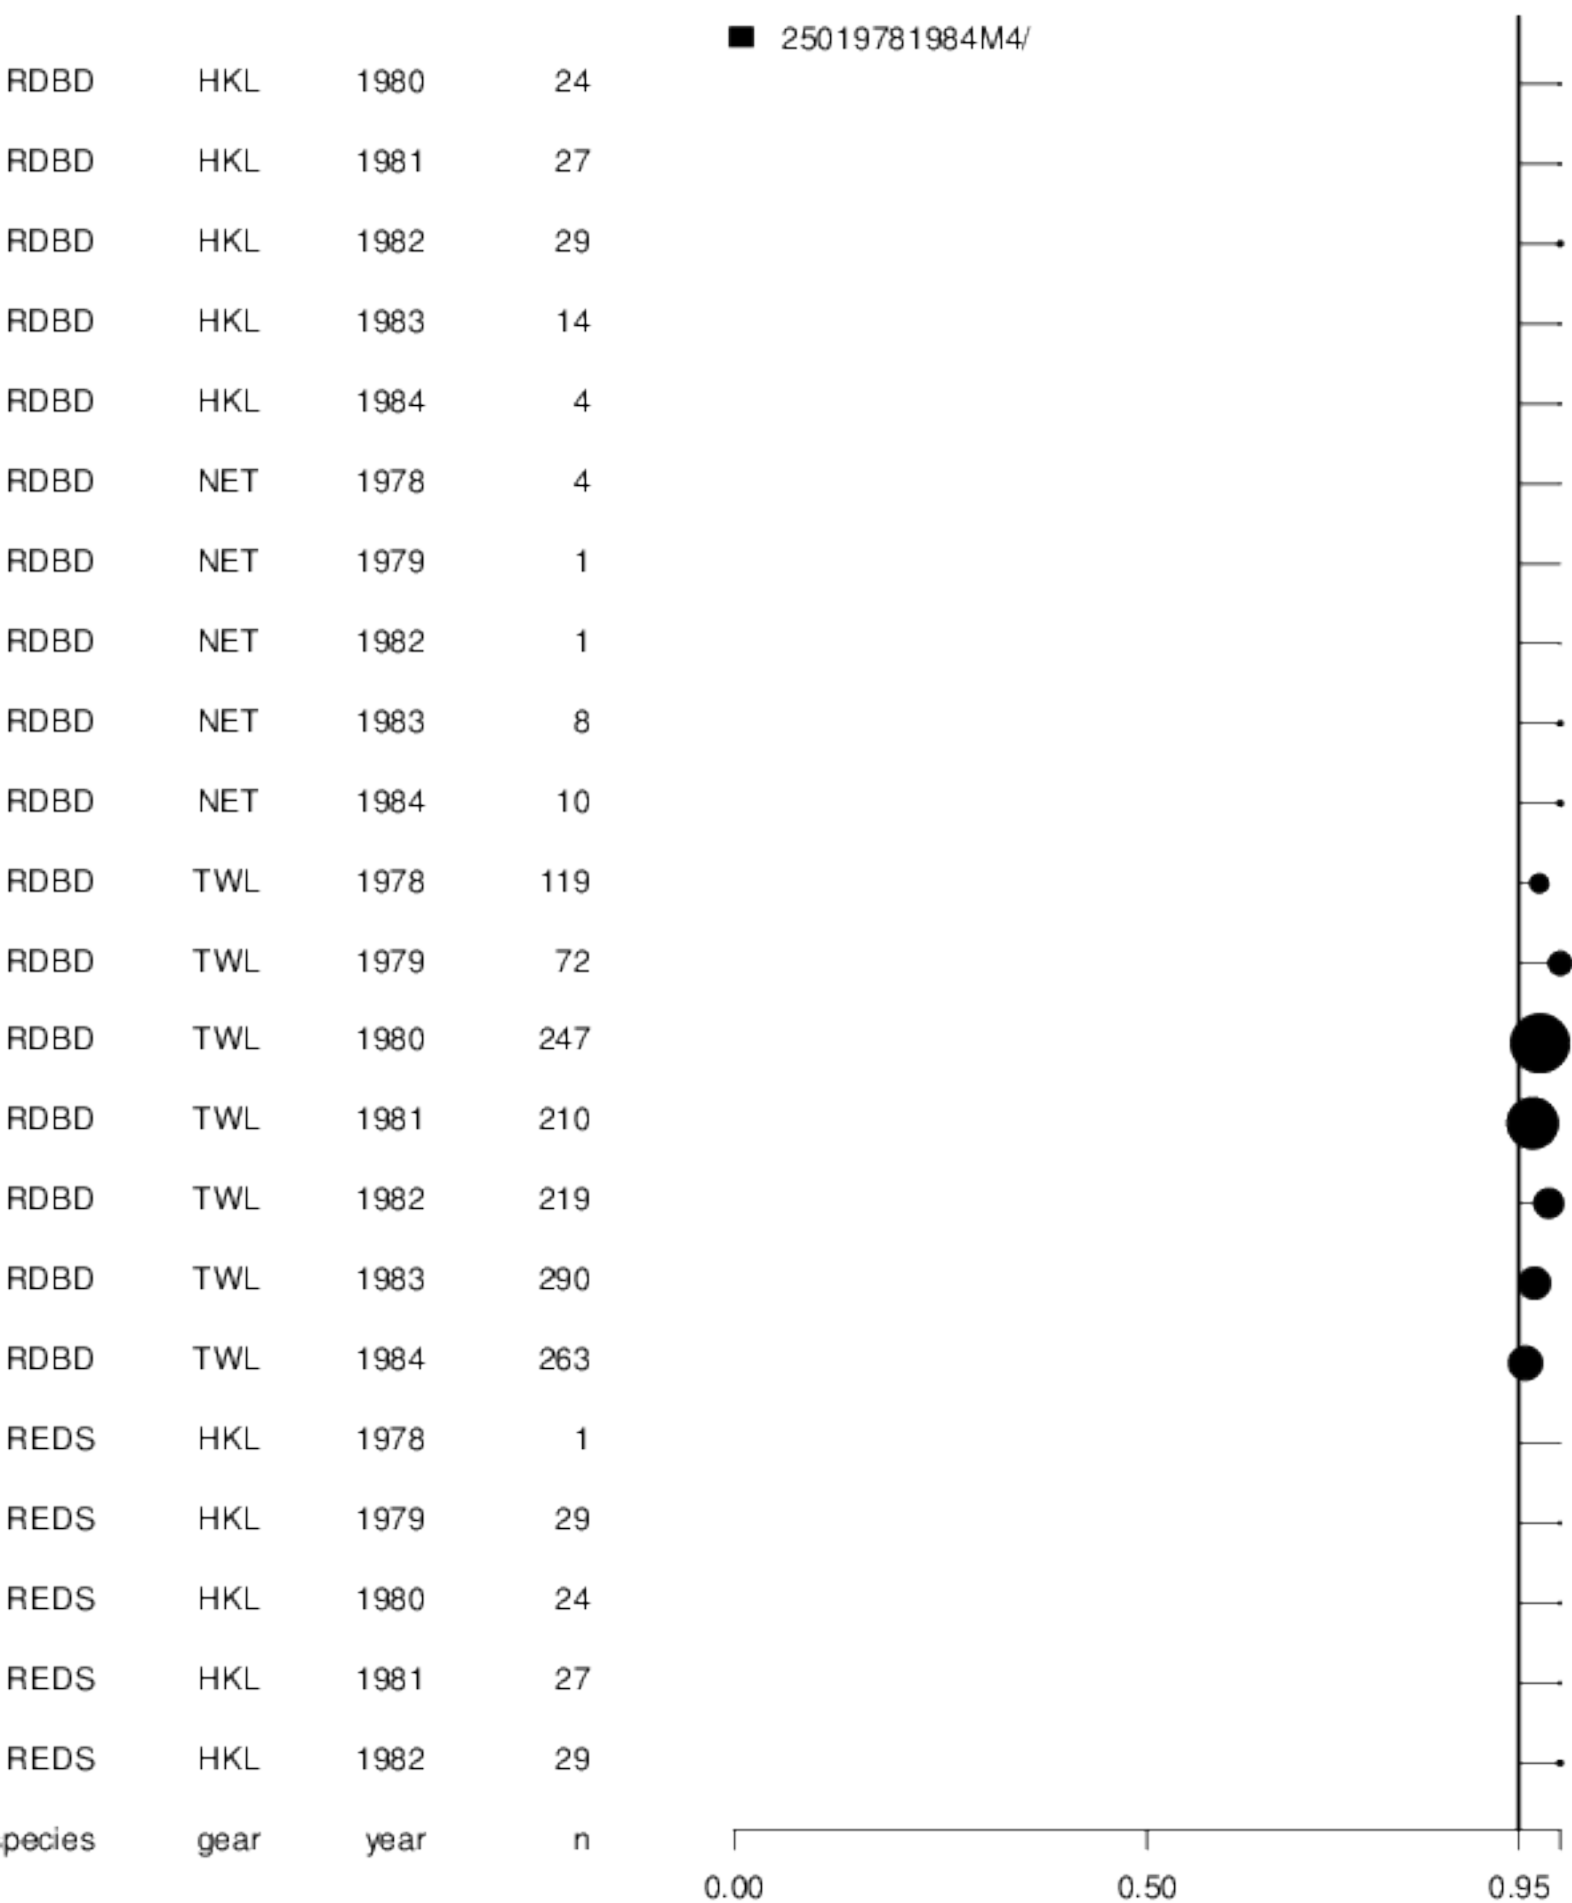 25019781984M4/
RDBD HKL 1980 24
RDBD HKL 1981 27
RDBD HKL 1982 29
RDBD HKL 1983 14
RDBD HKL 1984 4
RDBD NET 1978 4
RDBD NET 1979 1
RDBD NET 1982 1
RDBD NET 1983 8
RDBD NET 1984 10
RDBD TWL 1978 119
RDBD TWL 1979 72
RDBD TWL 1980 247
RDBD TWL 1981 210
RDBD TWL 1982 219
RDBD TWL 1983 290
RDBD TWL 1984 263
REDS HKL 1978 1
REDS HKL 1979 29
REDS HKL 1980 24
REDS HKL 1981 27
REDS HKL 1982 29
pecies gear year n
0.00 0.50 0.95